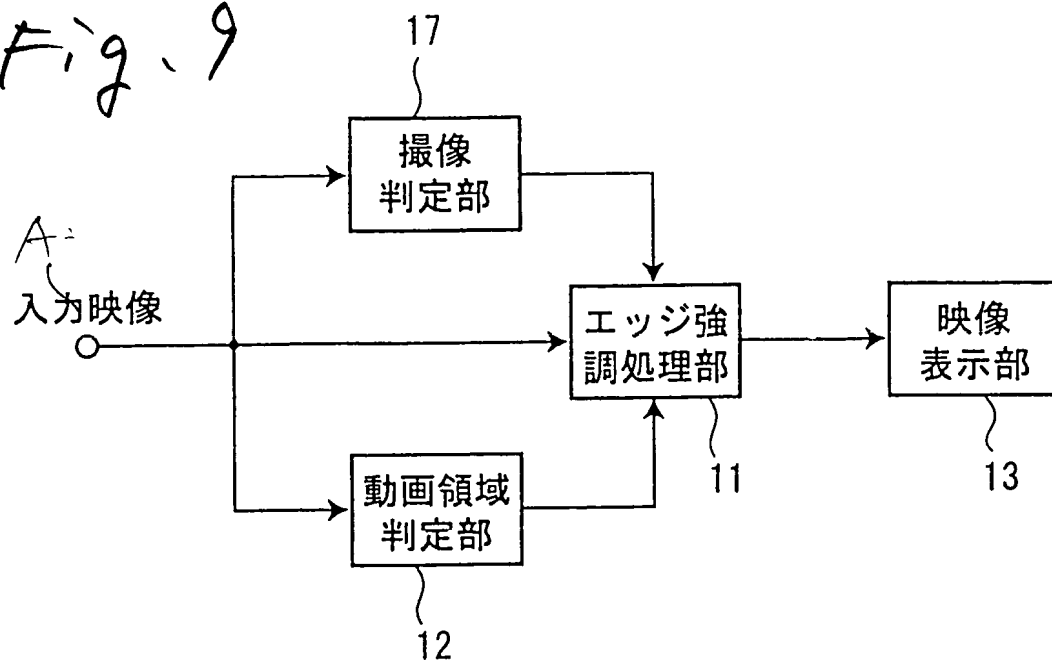 Fig. 9
17
撮像
判定部
A:
入力映像
エッジ強
調処理部
映像
表示部
11
13
動画領域
判定部
12